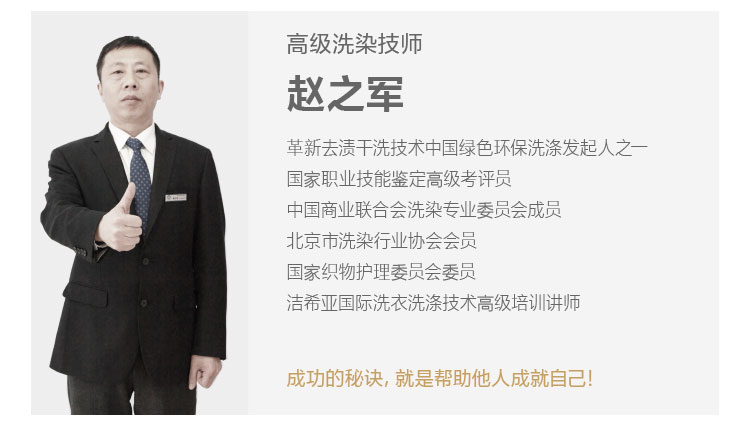 高级洗染技师
赵之军
革新去渍干洗技术中国绿色环保洗涤发起人之一
国家职业技能鉴定高级考评员
中国商业联合会洗染专业委员会成员
北京市洗染行业协会会员
国家织物护理委员会委员
洁希亚国际洗衣洗涤技术高级培训讲师
成功的秘诀, 就是帮助他人成就自己!